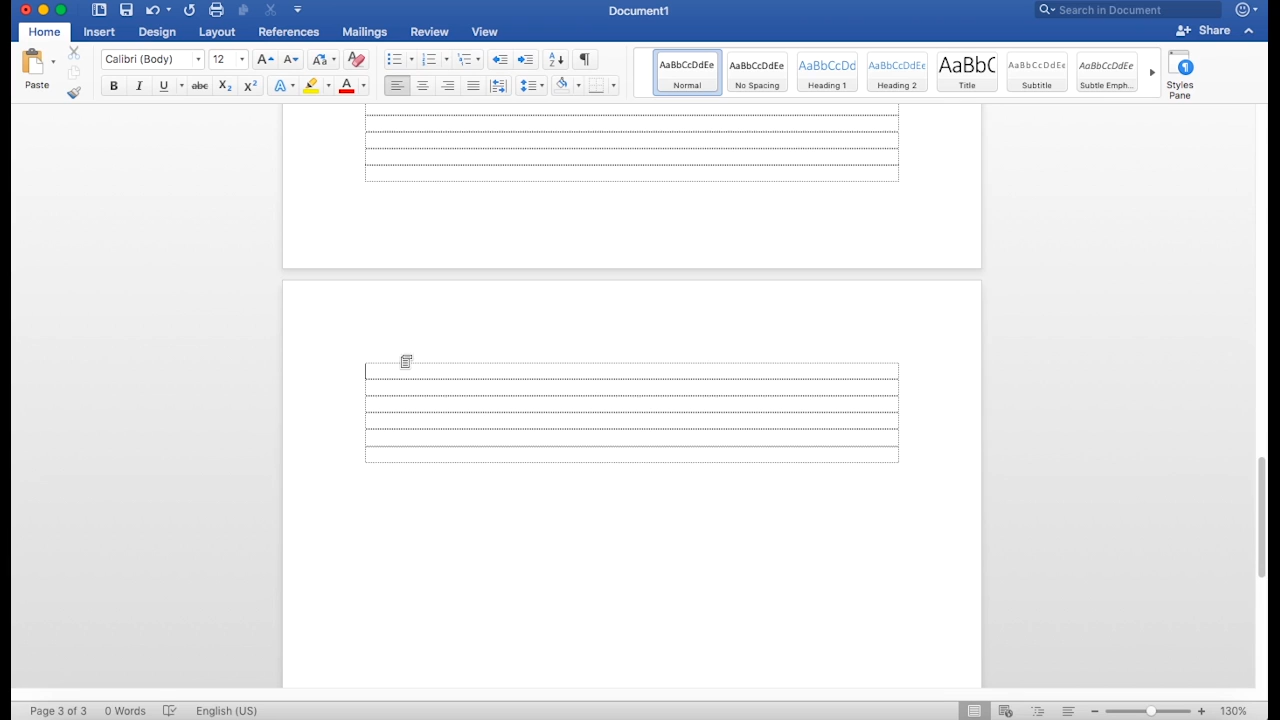 Document1
Search in Document
Home Insert Design Layout References Mailings Review View
Share
Paste
Calibri (Body) 12
B I U abc X2 X2 A A
AaBbCcDdEe AaBbCcDdEe AaBbCcDd AaBbCcDdEe AaBbC AaBbCcDdEe AaBbCcDdEe
Normal No Spacing Heading 1 Heading 2 Title Subtitle Subtle Emph...
Styles
Pane
Page 3 of 3 0 Words English (US) 130%